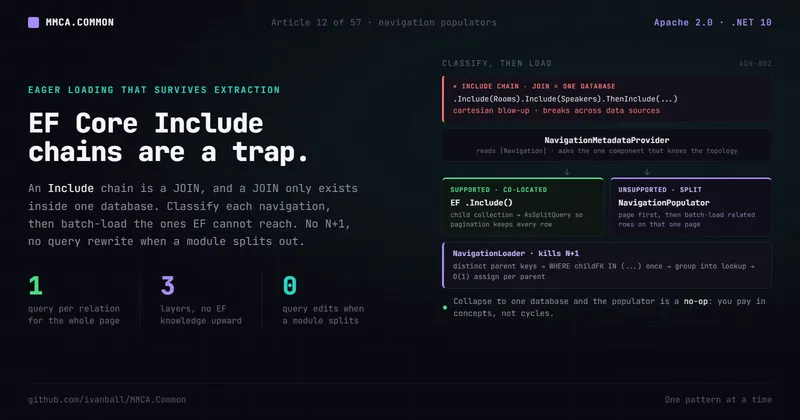 MMCA.COMMON
Article 12 of 57 · navigation populators
Apache 2.0 · .NET 10
EAGER LOADING THAT SURVIVES EXTRACTION
EF Core Include
chains are a trap.
An Include chain is a JOIN, and a JOIN only exists
inside one database. Classify each navigation,
then batch-load the ones EF cannot reach. No N+1,
no query rewrite when a module splits out.
1
query per relation
for the whole page
3
layers, no EF
knowledge upward
0
query edits when
a module splits
CLASSIFY, THEN LOAD
ADR-002
× INCLUDE CHAIN · JOIN = ONE DATABASE
.Include(Rooms).Include(Speakers).ThenInclude(...)
cartesian blow-up · breaks across data sources
NavigationMetadataProvider
reads [Navigation] · asks the one component that knows the topology
↓ ↓
SUPPORTED · CO-LOCATED
EF .Include()
child collection → AsSplitQuery so
pagination keeps every row
UNSUPPORTED · SPLIT
NavigationPopulator
page first, then batch-load related
rows on that one page
NavigationLoader · kills N+1
distinct parent keys → WHERE childFK IN (...) once → group into lookup →
O(1) assign per parent
Collapse to one database and the populator is a no-op: you pay in
concepts, not cycles.
github.com/ivanball/MMCA.Common
One pattern at a time